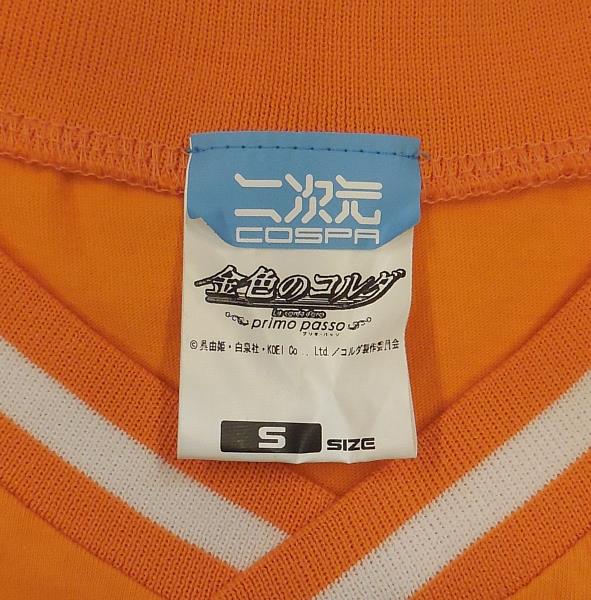 二次元
COSPA
金色のコルダ
La corda d'oro
primo passo
プリモ・パッソ
© 呉由姫・白泉社・KOEI Co., Ltd./コルダ製作委員会
S SIZE